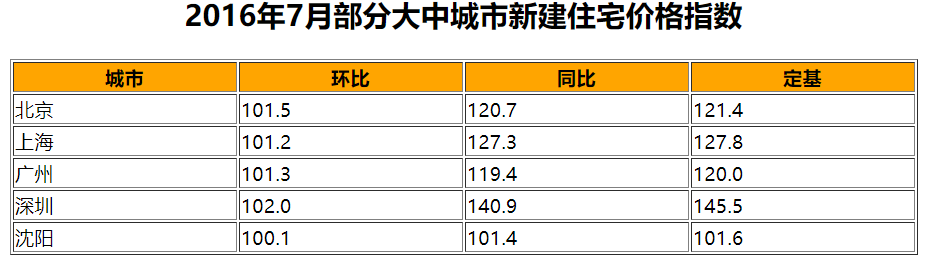 2016年7月部分大中城市新建住宅价格指数
城市 环比 同比 定基
北京 101.5 120.7 121.4
上海 101.2 127.3 127.8
广州 101.3 119.4 120.0
深圳 102.0 140.9 145.5
沈阳 100.1 101.4 101.6